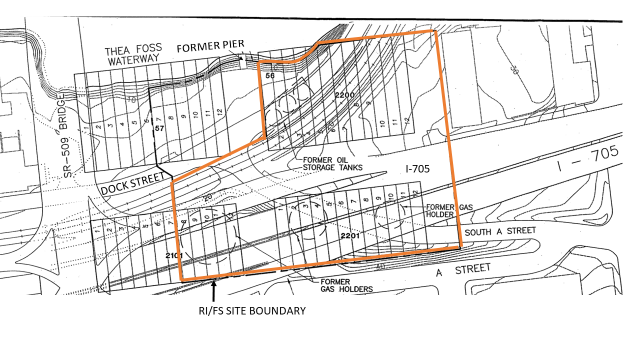 THEA FOSS
WATERWAY
FORMER PIER
56
2200
57
SR-509 BRIDGE
FORMER OIL
STORAGE TANKS
I-705
I - 705
DOCK STREET
FORMER GAS
HOLDER
SOUTH A STREET
2101
2201
A STREET
FORMER
GAS HOLDERS
RI/FS SITE BOUNDARY